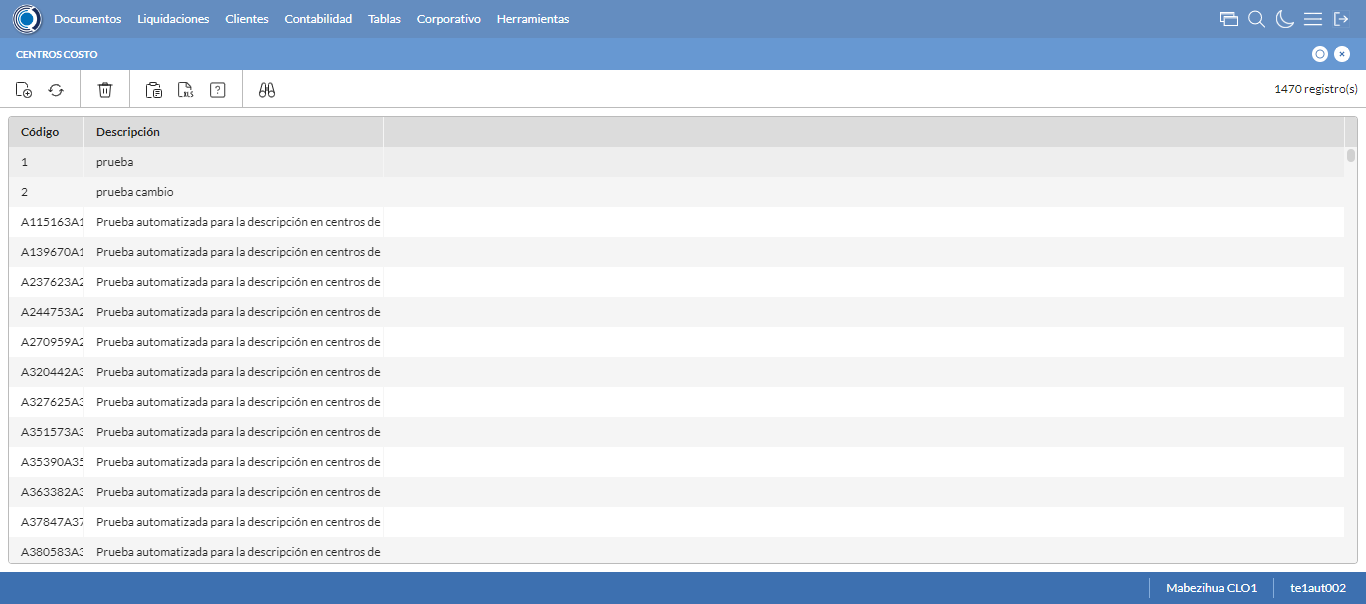 Documentos Liquidaciones Clientes Contabilidad Tablas Corporativo Herramientas
CENTROS COSTO
XLS ? 1470 registro(s)
Código Descripción
1 prueba
2 prueba cambio
A115163A1 Prueba automatizada para la descripción en centros de
A139670A1 Prueba automatizada para la descripción en centros de
A237623A2 Prueba automatizada para la descripción en centros de
A244753A2 Prueba automatizada para la descripción en centros de
A270959A2 Prueba automatizada para la descripción en centros de
A320442A3 Prueba automatizada para la descripción en centros de
A327625A3 Prueba automatizada para la descripción en centros de
A351573A3 Prueba automatizada para la descripción en centros de
A35390A35 Prueba automatizada para la descripción en centros de
A363382A3 Prueba automatizada para la descripción en centros de
A37847A37 Prueba automatizada para la descripción en centros de
A380583A3 Prueba automatizada para la descripción en centros de
Mabezihua CLO1 te1aut002